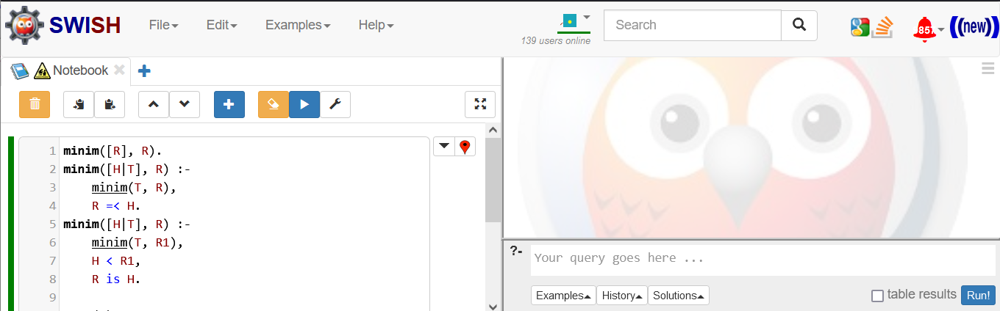 SWISH File Edit Examples Help 139 users online Search 857 ((new))
Notebook
1 minim([R], R).
2 minim([H|T], R) :-
3 minim(T, R),
4 R =< H.
5 minim([H|T], R) :-
6 minim(T, R1),
7 H < R1,
8 R is H.
9
?- Your query goes here ...
Examples History Solutions table results Run!